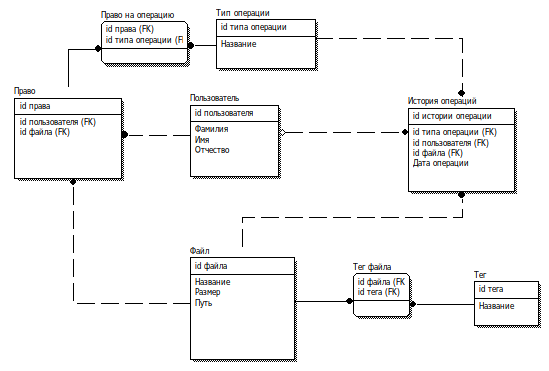 Право на операцию
id права (FK)
id типа операции (F
Тип операции
id типа операции
Название
Право
id права
id пользователя (FK)
id файла (FK)
Пользователь
id пользователя
Фамилия
Имя
Отчество
История операций
id истории операции
id типа операции (FK)
id пользователя (FK)
id файла (FK)
Дата операции
Файл
id файла
Название
Размер
Путь
Тег файла
id файла (FK
id тега (FK)
Тег
id тега
Название